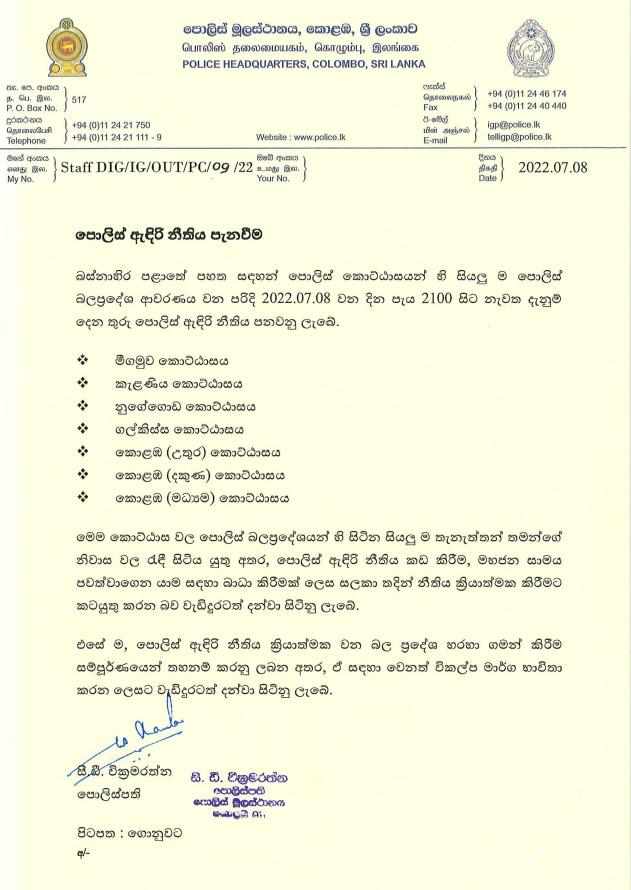 පොලිස් මූලස්ථානය, කොළඹ, ශ්‍රී ලංකාව
பொலிஸ் தலைமையகம், கொழும்பு, இலங்கை
POLICE HEADQUARTERS, COLOMBO, SRI LANKA
තැ. පෙ. අංකය
த. பெ. இல.
P. O. Box No.
517
දුරකථනය
தொலைபேசி
Telephone
+94 (0)11 24 21 750
+94 (0)11 24 21 111 - 9
Website : www.police.lk
ෆැක්ස්
தொலைநகல்
Fax
+94 (0)11 24 46 174
+94 (0)11 24 40 440
ඊ-මේල්
மின் அஞ்சல்
E-mail
igp@police.lk
telligp@police.lk
මගේ අංකය
எனது இல.
My No.
Staff DIG/IG/OUT/PC/09/22
ඔබේ අංකය
உமது இல.
Your No.
දිනය
திகதி
Date
2022.07.08
පොලිස් ඇඳිරි නීතිය පැනවීම
බස්නාහිර පළාතේ පහත සඳහන් පොලිස් කොට්ඨාසයන් හි සියලු ම පොලිස්
බලප්‍රදේශ ආවරණය වන පරිදි 2022.07.08 වන දින පැය 2100 සිට නැවත දැනුම්
දෙන තුරු පොලිස් ඇඳිරි නීතිය පනවනු ලැබේ.
❖ මීගමුව කොට්ඨාසය
❖ කැළණිය කොට්ඨාසය
❖ නුගේගොඩ කොට්ඨාසය
❖ ගල්කිස්ස කොට්ඨාසය
❖ කොළඹ (උතුර) කොට්ඨාසය
❖ කොළඹ (දකුණ) කොට්ඨාසය
❖ කොළඹ (මධ්‍යම) කොට්ඨාසය
මෙම කොට්ඨාස වල පොලිස් බලප්‍රදේශයන් හි සිටින සියලු ම තැනැත්තන් තමන්ගේ
නිවාස වල රැඳී සිටිය යුතු අතර, පොලිස් ඇඳිරි නීතිය කඩ කිරීම, මහජන සාමය
පවත්වාගෙන යාම සඳහා බාධා කිරීමක් ලෙස සලකා තදින් නීතිය ක්‍රියාත්මක කිරීමට
කටයුතු කරන බව වැඩිදුරටත් දන්වා සිටිනු ලැබේ.
එසේ ම, පොලිස් ඇඳිරි නීතිය ක්‍රියාත්මක වන බල ප්‍රදේශ හරහා ගමන් කිරීම
සම්පූර්ණයෙන් තහනම් කරනු ලබන අතර, ඒ සඳහා වෙනත් විකල්ප මාර්ග භාවිතා
කරන ලෙසට වැඩිදුරටත් දන්වා සිටිනු ලැබේ.
සී.ඩී. වික්‍රමරත්න
පොලිස්පති
සී. ඩී. වික්‍රමරත්න
පොලිස්පති
පොලිස් මූලස්ථානය
පිටපත : ගොනුවට
අ/-